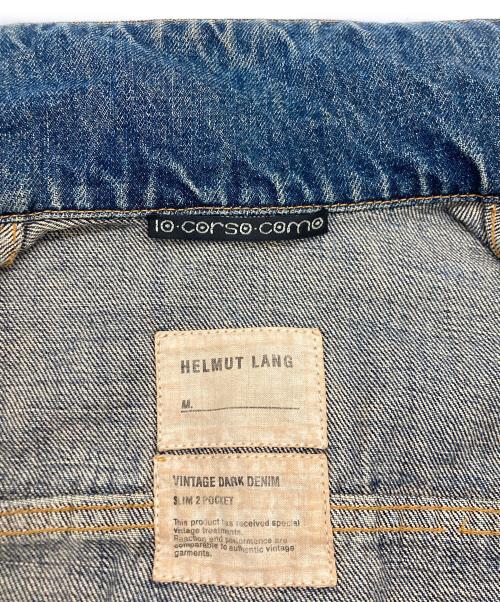 10·corso·como
HELMUT LANG
M.
VINTAGE DARK DENIM
SLIM 2 POCKET
This product has received special
vintage treatments.
Reaction and performance are
comparable to authentic vintage
garments.